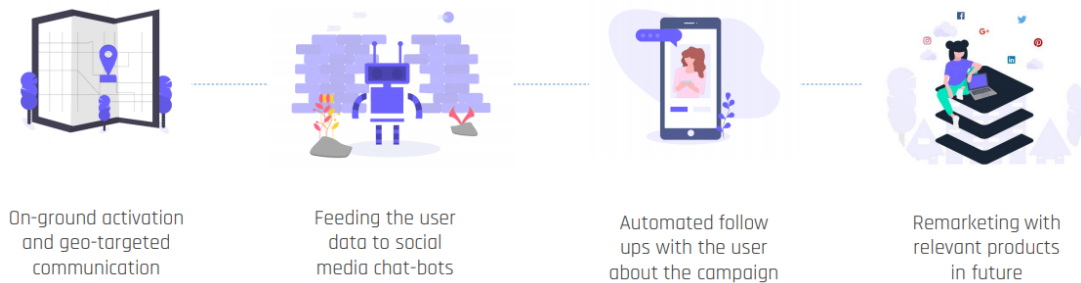 On-ground activation
and geo-targeted
communication
Feeding the user
data to social
media chat-bots
Automated follow
ups with the user
about the campaign
Remarketing with
relevant products
in future